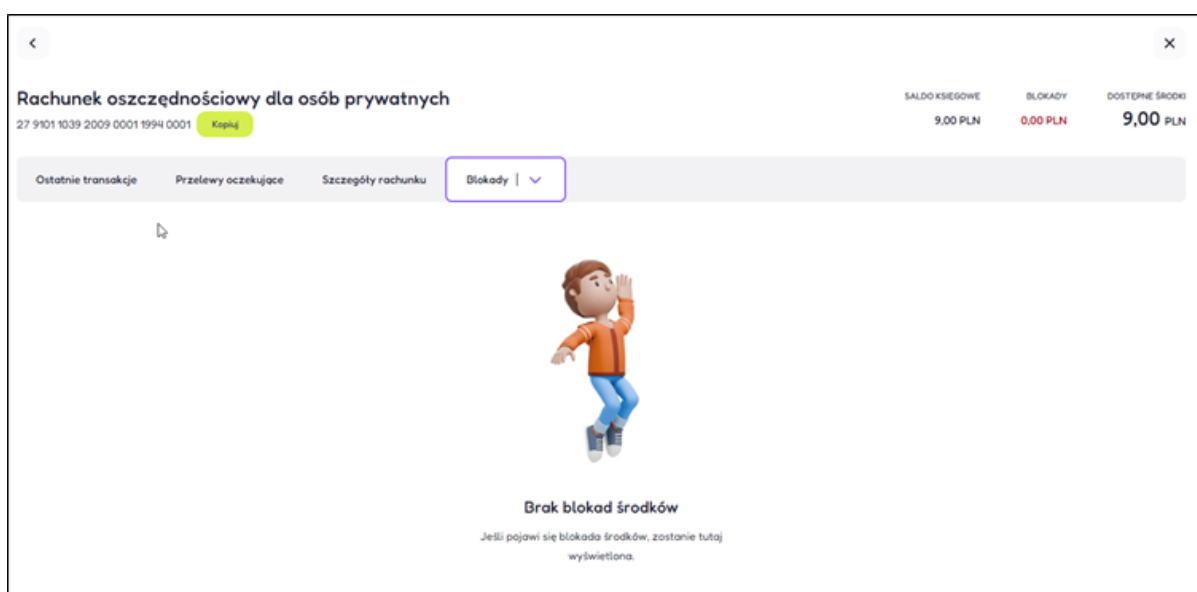 Rachunek oszczędnościowy dla osób prywatnych
27 9101 1039 2009 0001 1994 0001 Kopiuj
SALDO KSIĘGOWE BLOKADY DOSTĘPNE ŚRODKI
9,00 PLN 0,00 PLN 9,00 PLN
Ostatnie transakcje Przelewy oczekujące Szczegóły rachunku Blokady
Brak blokad środków
Jeśli pojawi się blokada środków, zostanie tutaj
wyświetlona.